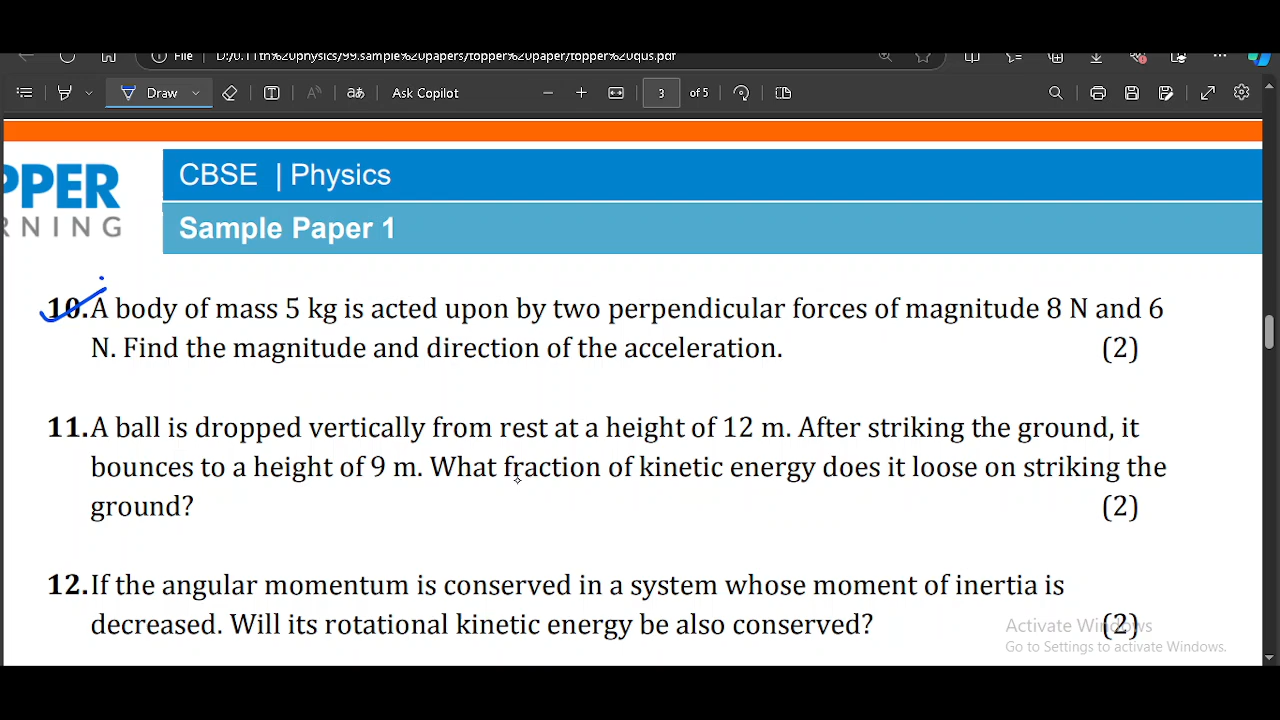 File D:/0.11th%20physics/99.sample%20papers/topper%20paper/topper%20qus.pdf
Draw Ask Copilot 3 of 5
PPER
RNING
CBSE | Physics
Sample Paper 1
10.A body of mass 5 kg is acted upon by two perpendicular forces of magnitude 8 N and 6
N. Find the magnitude and direction of the acceleration. (2)
11.A ball is dropped vertically from rest at a height of 12 m. After striking the ground, it
bounces to a height of 9 m. What fraction of kinetic energy does it loose on striking the
ground? (2)
12.If the angular momentum is conserved in a system whose moment of inertia is
decreased. Will its rotational kinetic energy be also conserved? (2)
Activate Windows
Go to Settings to activate Windows.